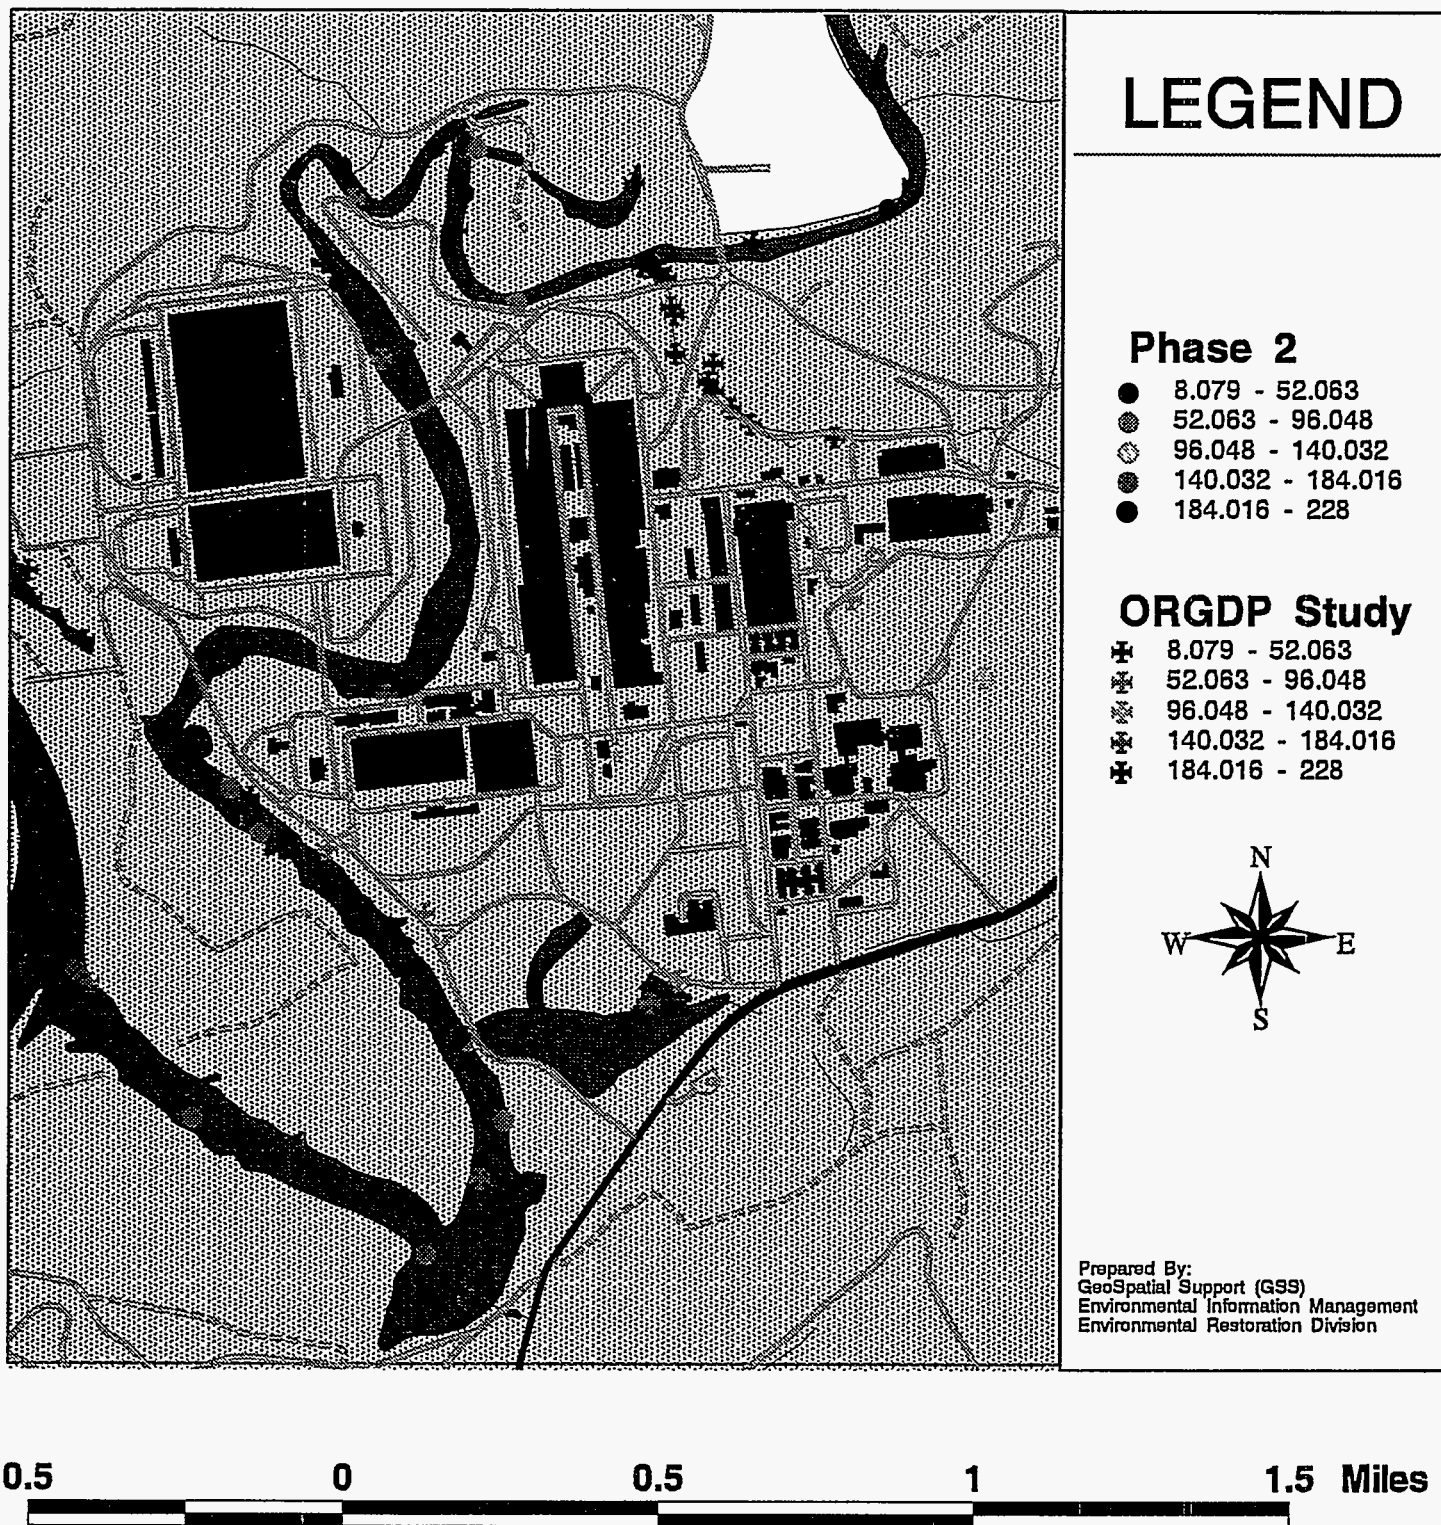 LEGEND
Phase 2
8.079 - 52.063
52.063 - 96.048
96.048 - 140.032
140.032 - 184.016
184.016 - 228
ORGDP Study
8.079 - 52.063
52.063 - 96.048
96.048 - 140.032
140.032 - 184.016
184.016 - 228
N
W E
S
Prepared By:
GeoSpatial Support (GSS)
Environmental Information Management
Environmental Restoration Division
0.5 0 0.5 1 1.5 Miles